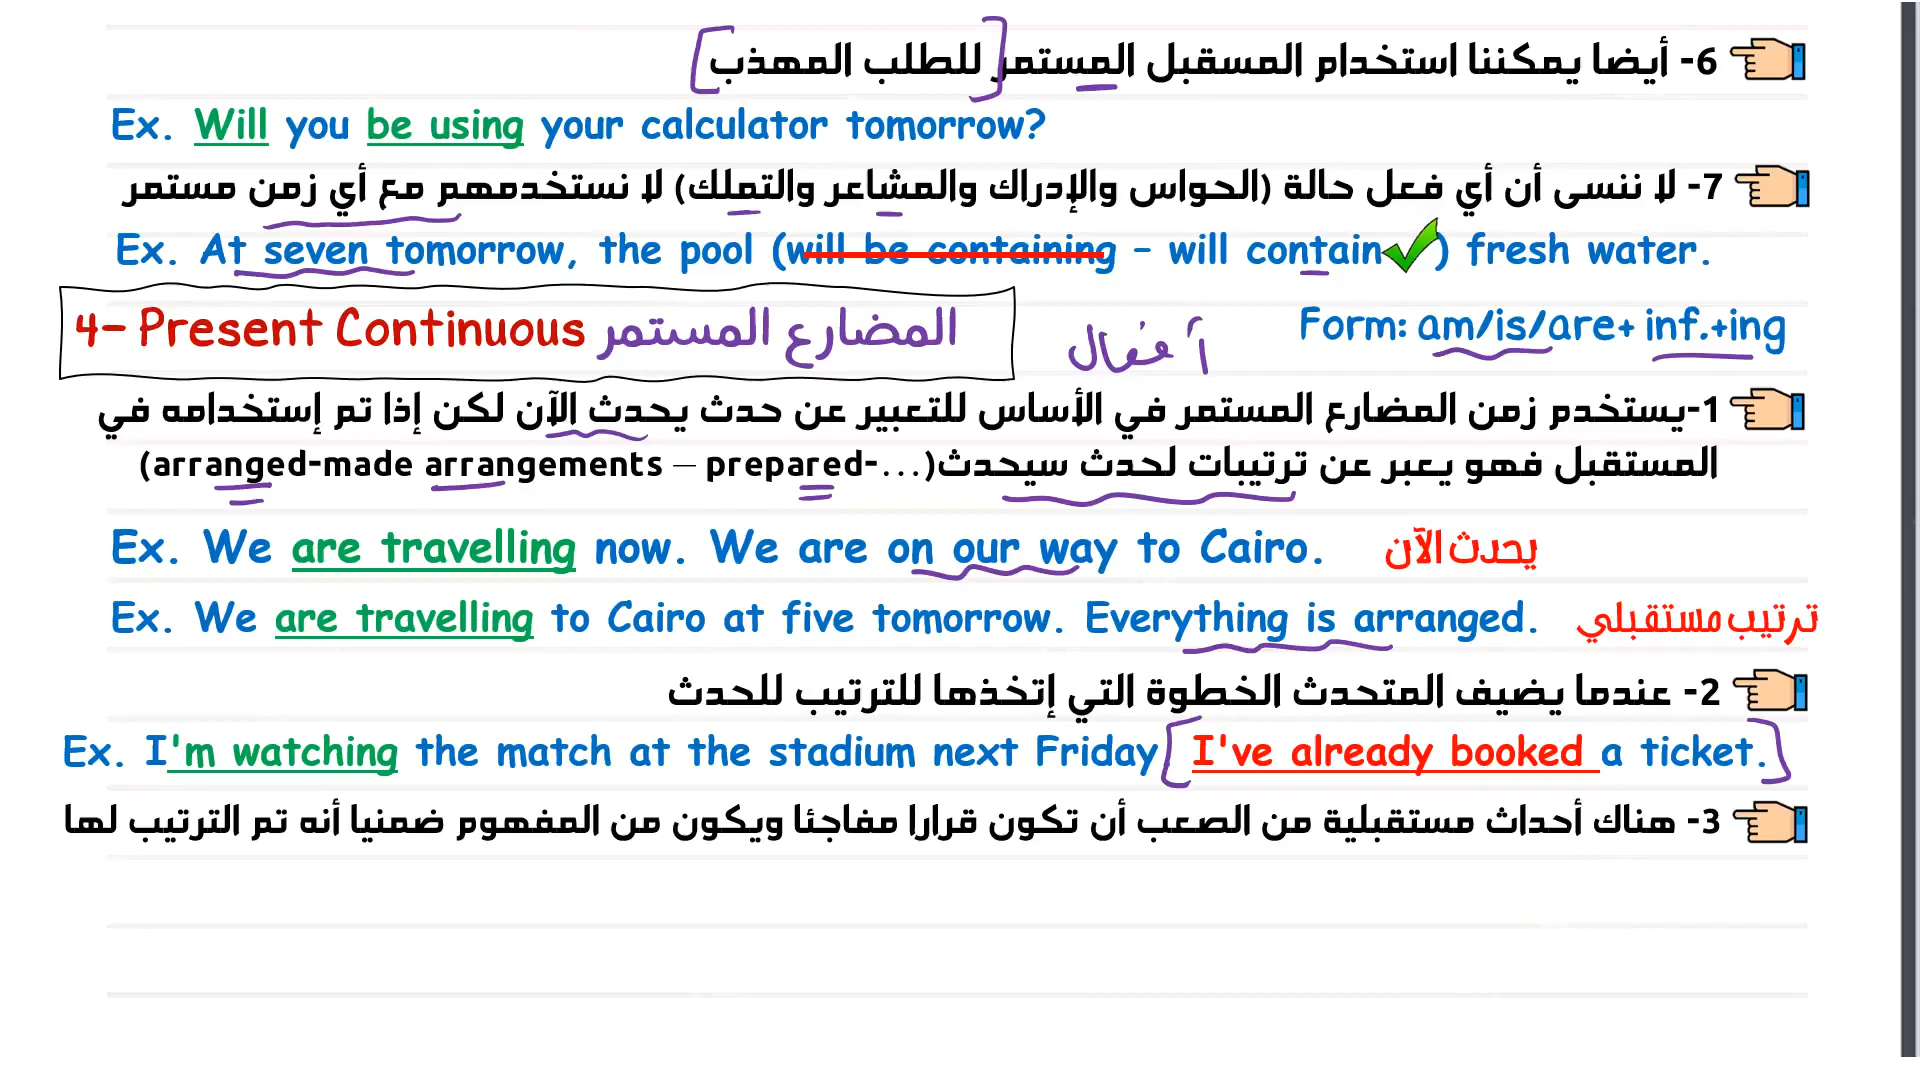 6- أيضا يمكننا استخدام المسقبل المستمر للطلب المهذب
Ex. Will you be using your calculator tomorrow?
7- لا ننسى أن أي فعل حالة (الحواس والإدراك والمشاعر والتملك) لا نستخدمهم مع أي زمن مستمر
Ex. At seven tomorrow, the pool (will be containing – will contain) fresh water.
4- Present Continuous المضارع المستمر
Form: am/is/are+ inf.+ing
أفعال
1-يستخدم زمن المضارع المستمر في الأساس للتعبير عن حدث يحدث الآن لكن إذا تم إستخدامه في
المستقبل فهو يعبر عن ترتيبات لحدث سيحدث(arranged-made arrangements – prepared-…)
Ex. We are travelling now. We are on our way to Cairo. يحدث الآن
Ex. We are travelling to Cairo at five tomorrow. Everything is arranged. ترتيب مستقبلي
2- عندما يضيف المتحدث الخطوة التي إتخذها للترتيب للحدث
Ex. I'm watching the match at the stadium next Friday I've already booked a ticket.
3- هناك أحداث مستقبلية من الصعب أن تكون قرارا مفاجئا ويكون من المفهوم ضمنيا أنه تم الترتيب لها